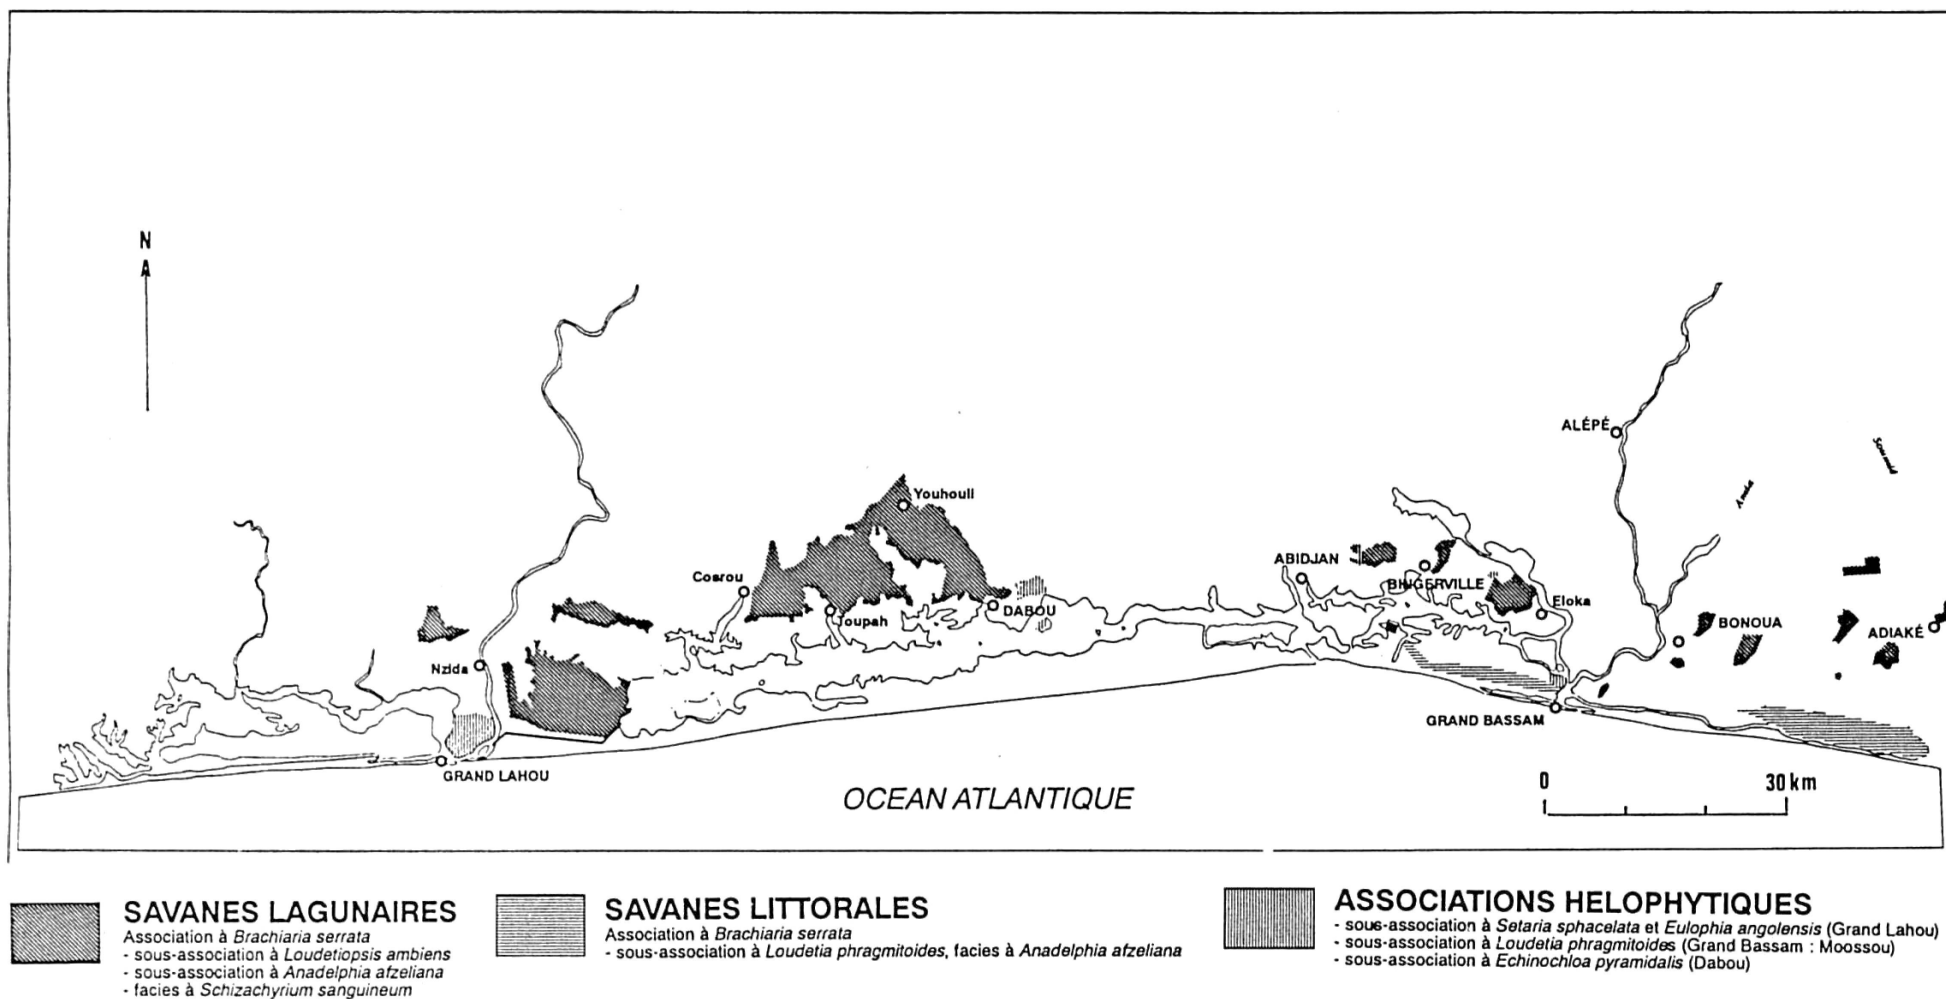 N
Youhouli
Cosrou
Toupah
DABOU
Nzida
GRAND LAHOU
ABIDJAN
BINGERVILLE
Eloka
ALÉPÉ
BONOUA
ADIAKÉ
GRAND BASSAM
OCEAN ATLANTIQUE
0 30 km
SAVANES LAGUNAIRES
Association à Brachiaria serrata
- sous-association à Loudetiopsis ambiens
- sous-association à Anadelphia afzeliana
- facies à Schizachyrium sanguineum
SAVANES LITTORALES
Association à Brachiaria serrata
- sous-association à Loudetia phragmitoides, facies à Anadelphia afzeliana
ASSOCIATIONS HELOPHYTIQUES
- sous-association à Setaria sphacelata et Eulophia angolensis (Grand Lahou)
- sous-association à Loudetia phragmitoides (Grand Bassam : Moossou)
- sous-association à Echinochloa pyramidalis (Dabou)